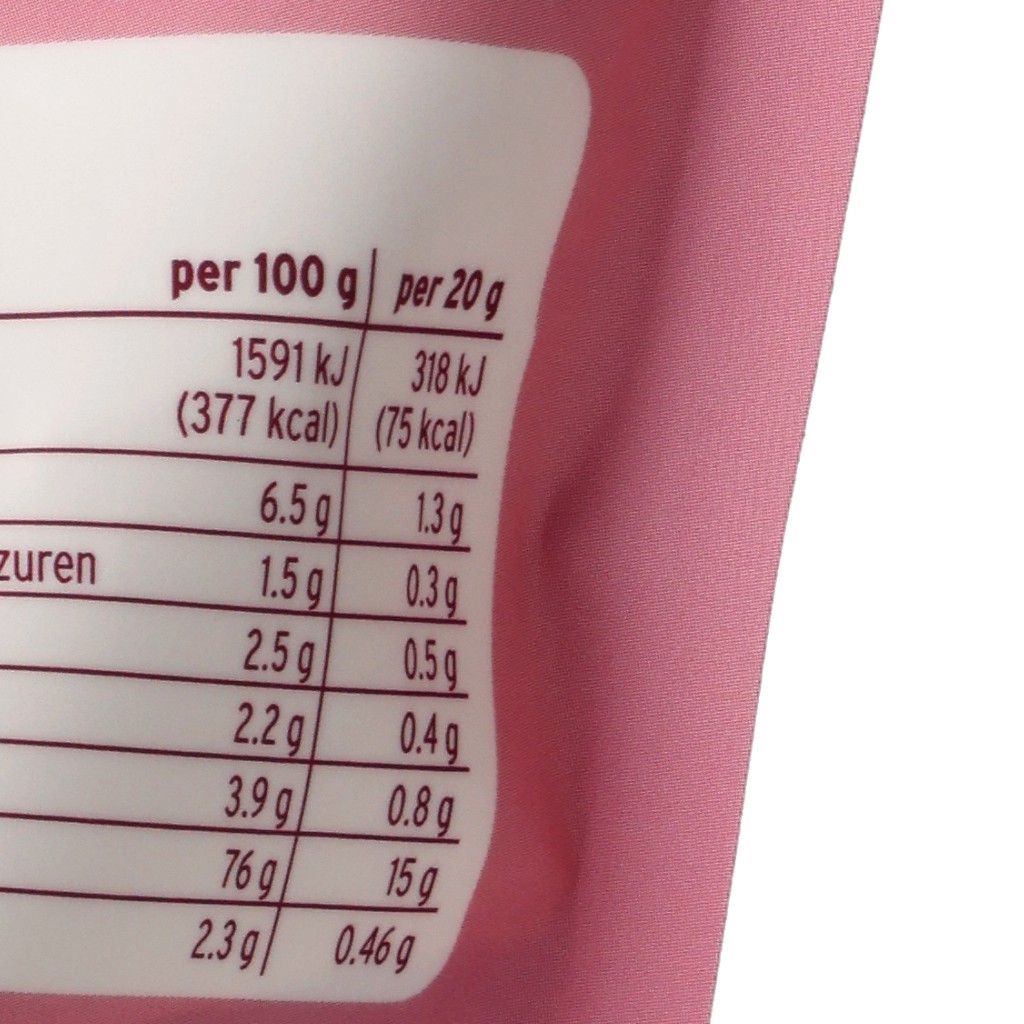 per 100 g per 20 g
1591 kJ 318 kJ
(377 kcal) (75 kcal)
6.5 g 1.3 g
zuren 1.5 g 0.3 g
2.5 g 0.5 g
2.2 g 0.4 g
3.9 g 0.8 g
76 g 15 g
2.3 g 0.46 g